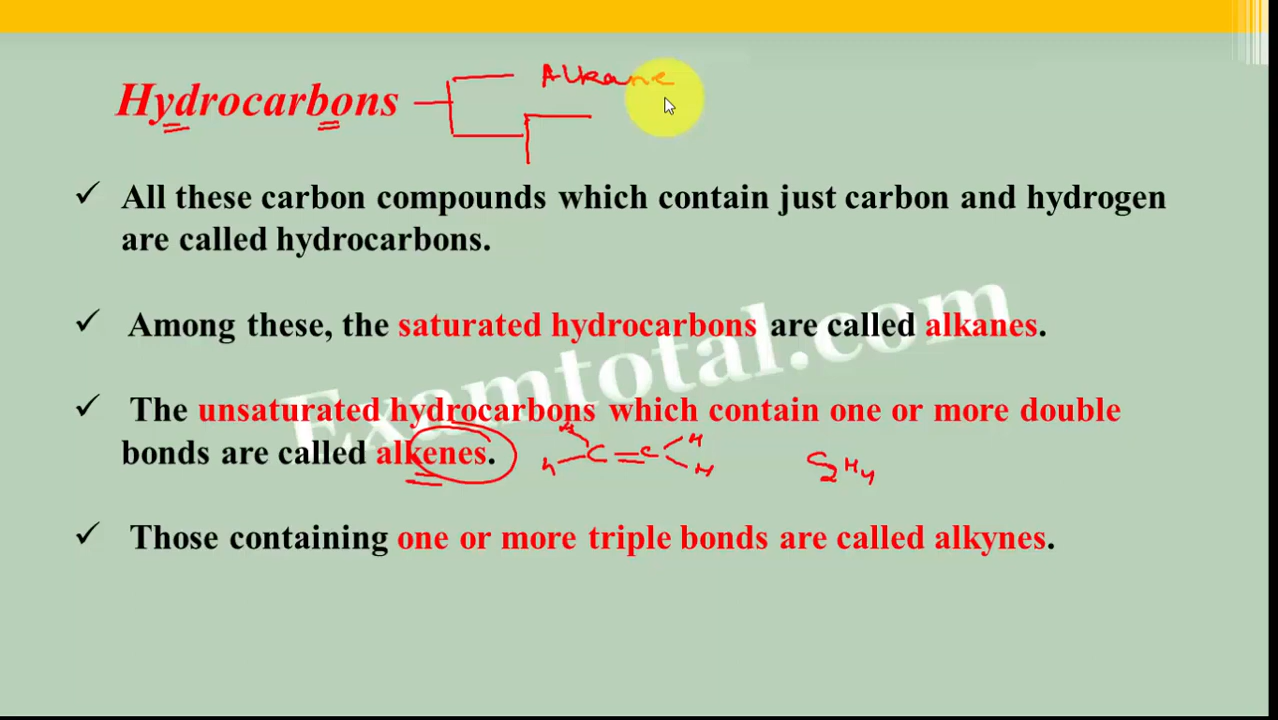 Hydrocarbons
Alkane
✓ All these carbon compounds which contain just carbon and hydrogen
are called hydrocarbons.
✓ Among these, the saturated hydrocarbons are called alkanes.
Examtotal.com
✓ The unsaturated hydrocarbons which contain one or more double
bonds are called alkenes.
H H
H C=C H
C2H4
✓ Those containing one or more triple bonds are called alkynes.